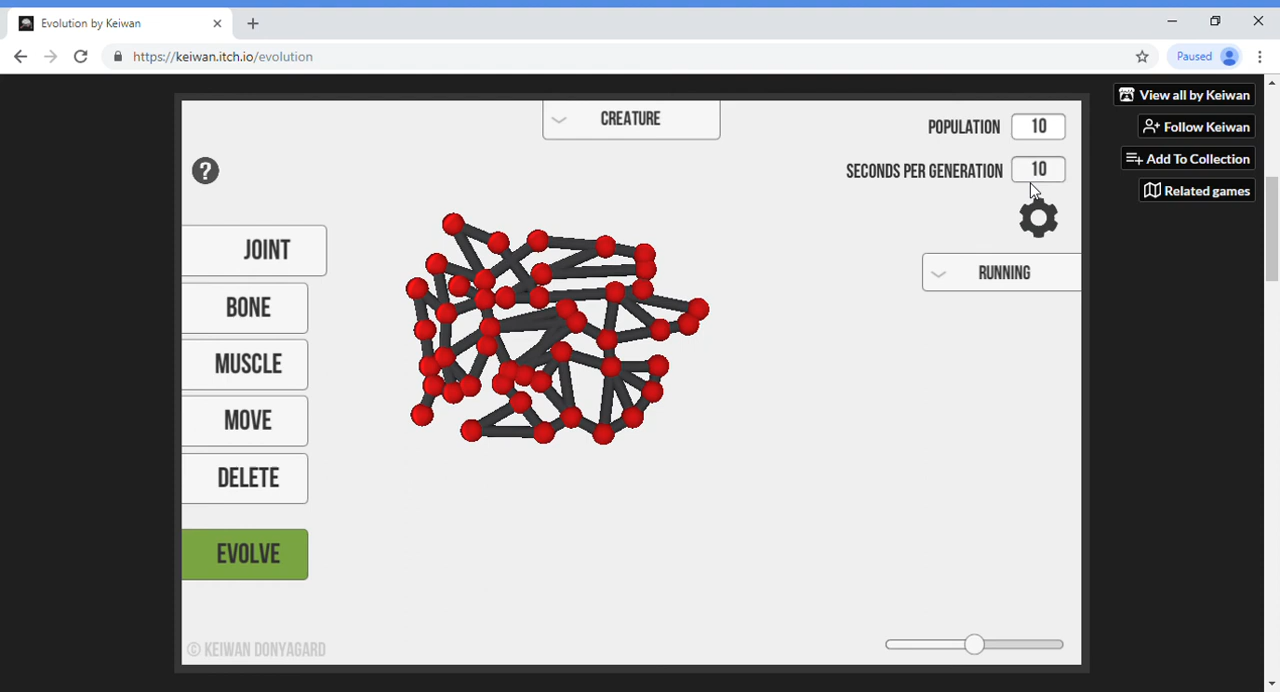 Evolution by Keiwan
https://keiwan.itch.io/evolution
Paused
View all by Keiwan
Follow Keiwan
Add To Collection
Related games
CREATURE
POPULATION 10
SECONDS PER GENERATION 10
?
RUNNING
JOINT
BONE
MUSCLE
MOVE
DELETE
EVOLVE
© KEIWAN DONYAGARD